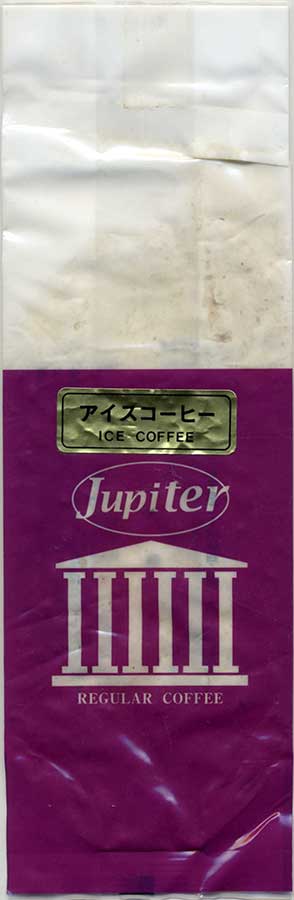 アイスコーヒー
ICE COFFEE
Jupiter
REGULAR COFFEE